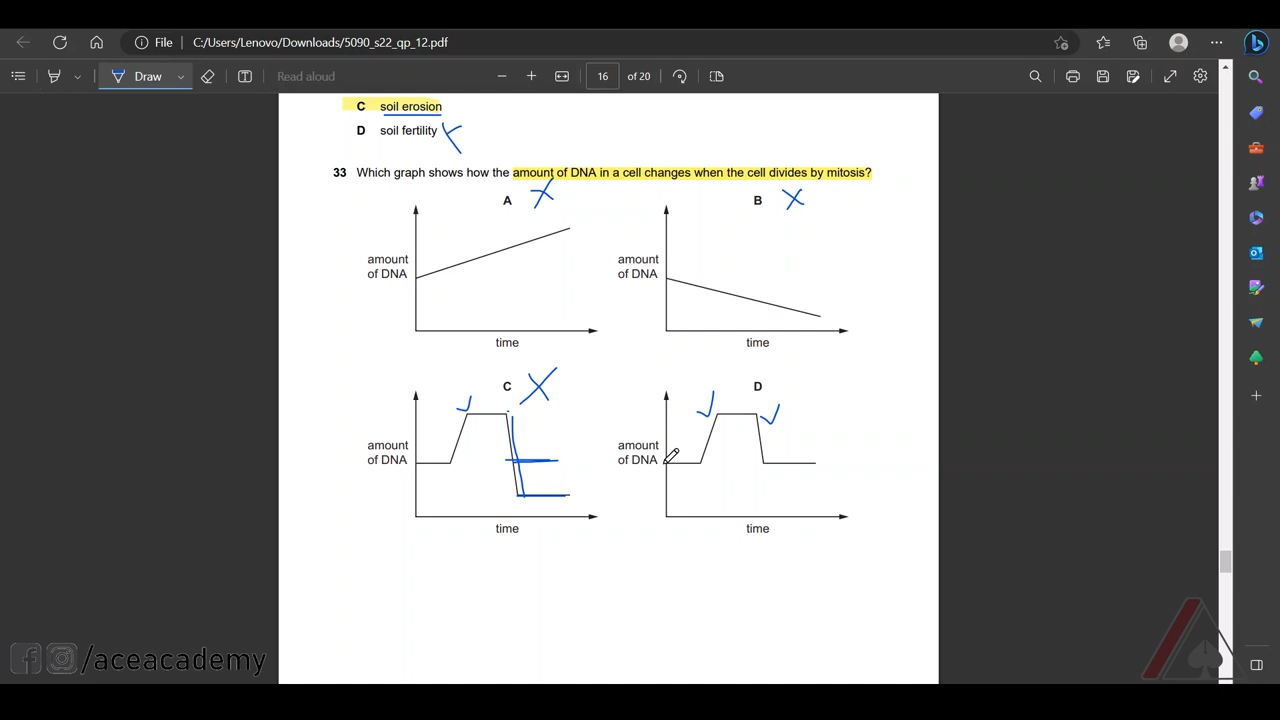 File
C:/Users/Lenovo/Downloads/5090_s22_qp_12.pdf
Draw
Read aloud
16
of 20
C soil erosion
D soil fertility
33 Which graph shows how the amount of DNA in a cell changes when the cell divides by mitosis?
A
B
amount
of DNA
time
amount
of DNA
time
C
D
amount
of DNA
time
amount
of DNA
time
/aceacademy